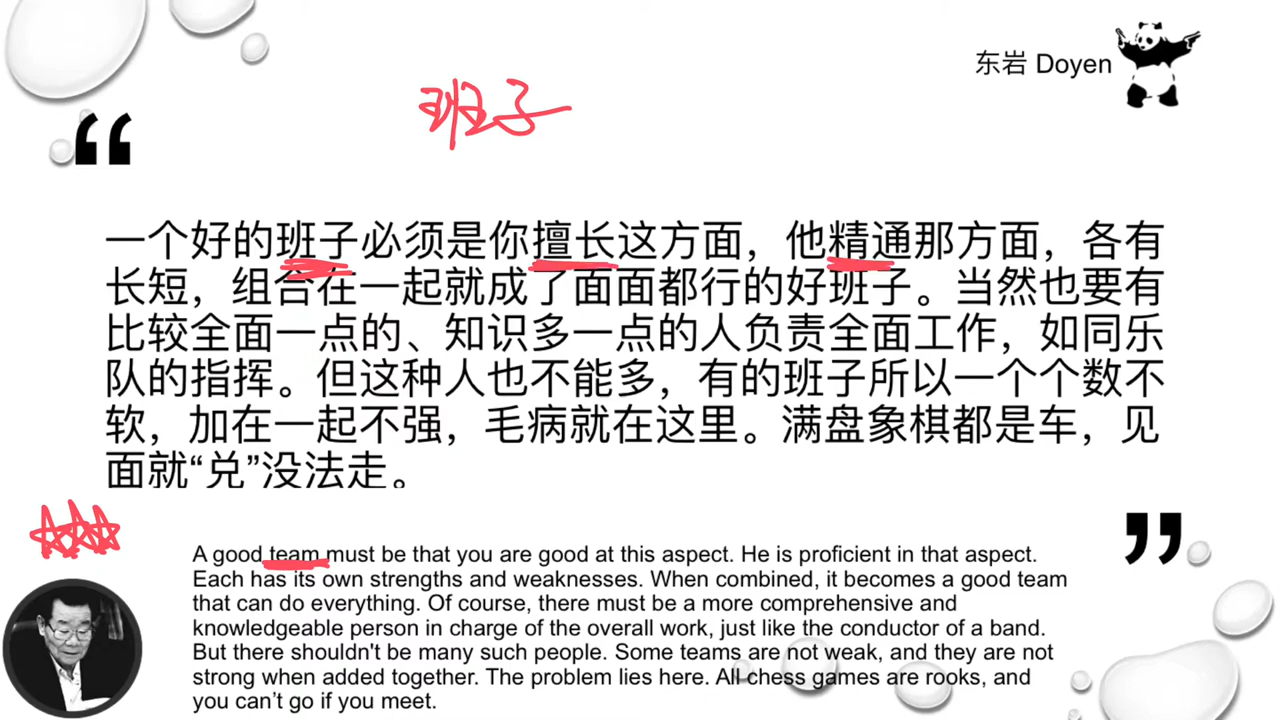 东岩 Doyen
班子
“
一个好的班子必须是你擅长这方面，他精通那方面，各有
长短，组合在一起就成了面面都行的好班子。当然也要有
比较全面一点的、知识多一点的人负责全面工作，如同乐
队的指挥。但这种人也不能多，有的班子所以一个个数不
软，加在一起不强，毛病就在这里。满盘象棋都是车，见
面就“兑”没法走。
”
A good team must be that you are good at this aspect. He is proficient in that aspect.
Each has its own strengths and weaknesses. When combined, it becomes a good team
that can do everything. Of course, there must be a more comprehensive and
knowledgeable person in charge of the overall work, just like the conductor of a band.
But there shouldn't be many such people. Some teams are not weak, and they are not
strong when added together. The problem lies here. All chess games are rooks, and
you can’t go if you meet.